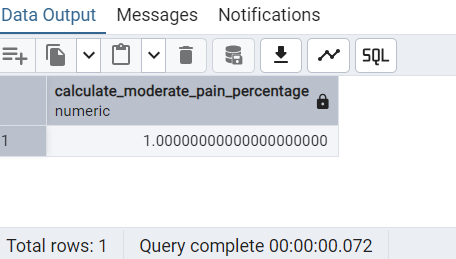 Data Output Messages Notifications
SQL
calculate_moderate_pain_percentage
numeric
1 1.00000000000000000000
Total rows: 1 Query complete 00:00:00.072